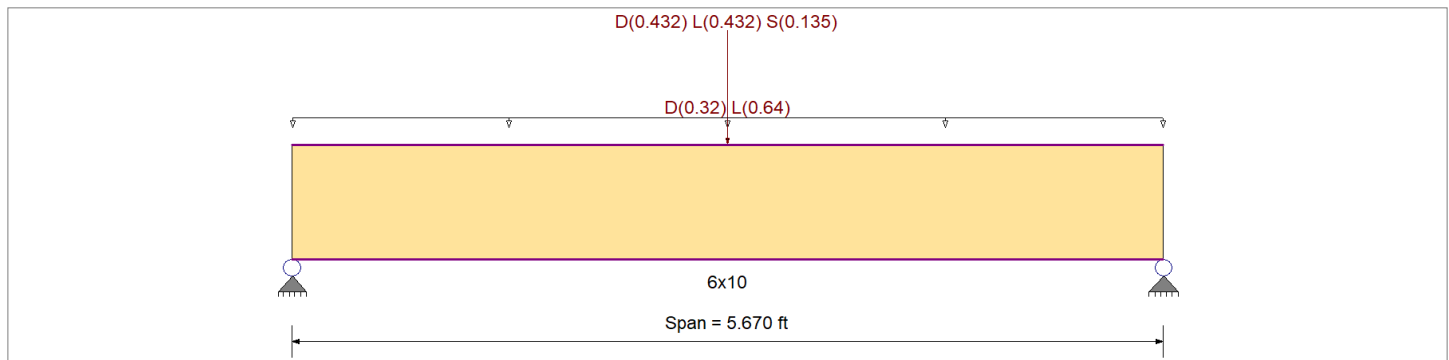 D(0.432) L(0.432) S(0.135)
D(0.32) L(0.64)
6x10
Span = 5.670 ft